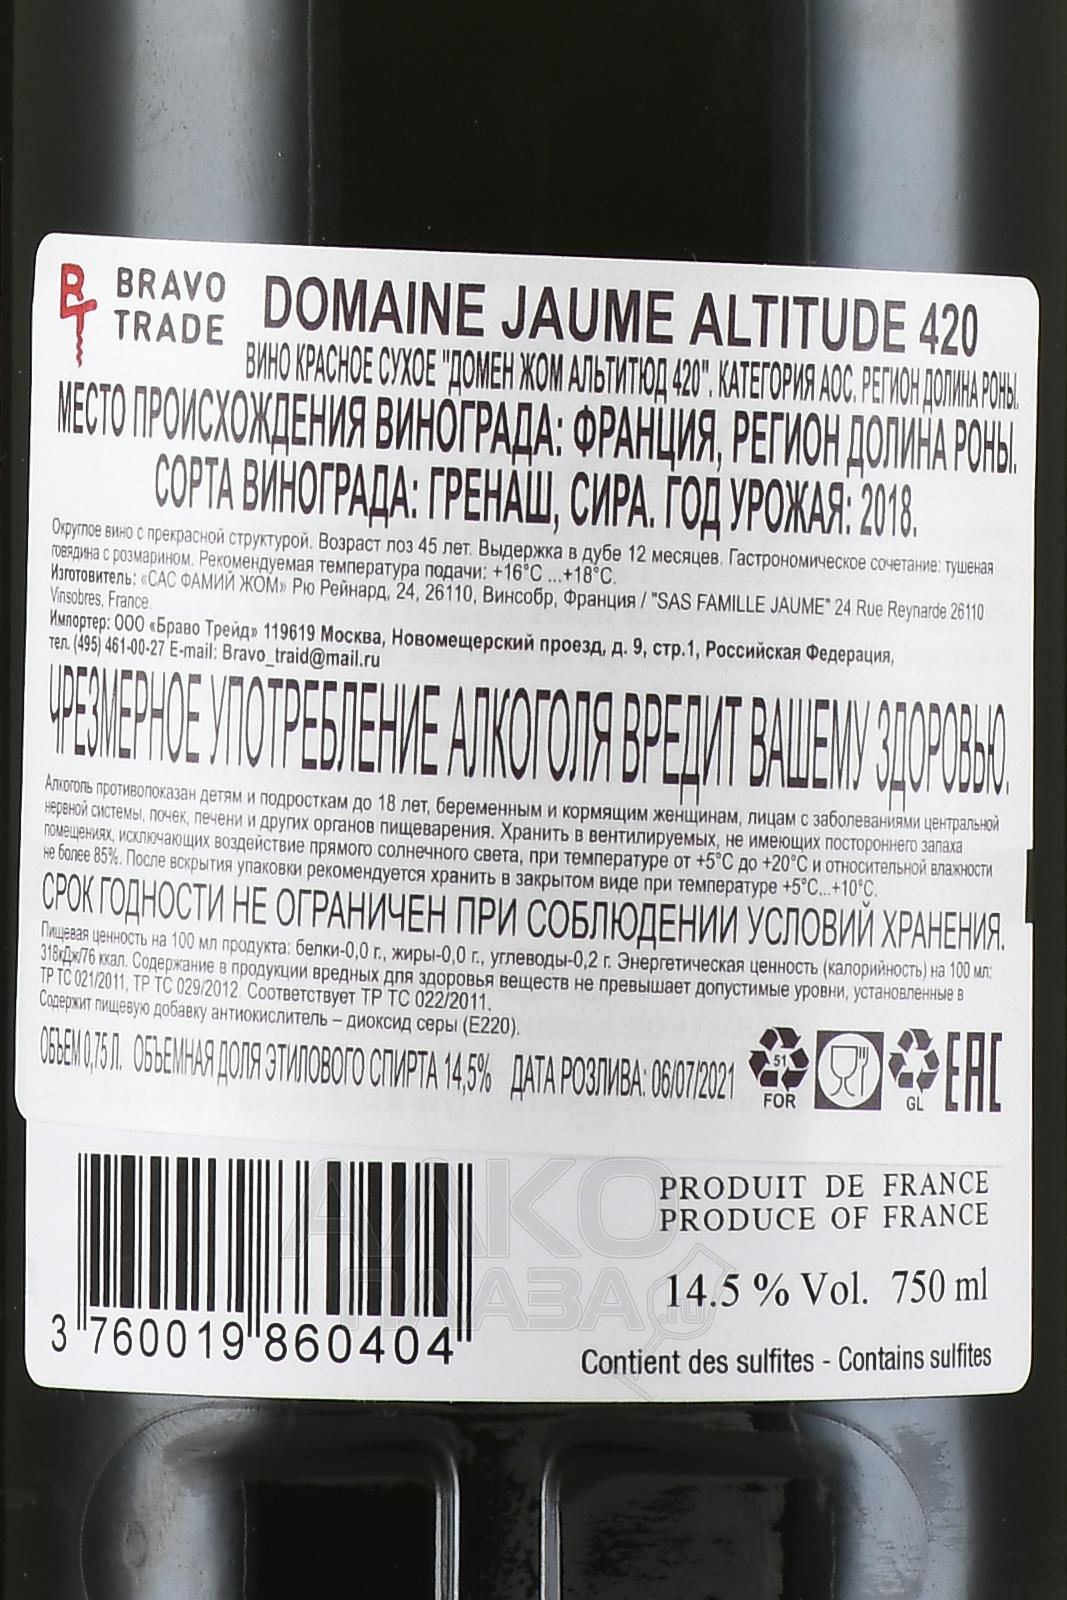 BRAVO
TRADE
DOMAINE JAUME ALTITUDE 420
ВИНО КРАСНОЕ СУХОЕ "ДОМЕН ЖОМ АЛЬТИТЮД 420". КАТЕГОРИЯ АОС. РЕГИОН ДОЛИНА РОНЫ.
МЕСТО ПРОИСХОЖДЕНИЯ ВИНОГРАДА: ФРАНЦИЯ, РЕГИОН ДОЛИНА РОНЫ.
СОРТА ВИНОГРАДА: ГРЕНАШ, СИРА. ГОД УРОЖАЯ: 2018.
Округлое вино с прекрасной структурой. Возраст лоз 45 лет. Выдержка в дубе 12 месяцев. Гастрономическое сочетание: тушеная
говядина с розмарином. Рекомендуемая температура подачи: +16°С ...+18°С.
Изготовитель: «САС ФАМИЙ ЖОМ» Рю Рейнард, 24, 26110, Винсобр, Франция / "SAS FAMILLE JAUME" 24 Rue Reynarde 26110
Vinsobres, France.
Импортер: ООО «Браво Трейд» 119619 Москва, Новомещерский проезд, д. 9, стр.1, Российская Федерация,
тел. (495) 461-00-27 E-mail: Bravo_traid@mail.ru
ЧРЕЗМЕРНОЕ УПОТРЕБЛЕНИЕ АЛКОГОЛЯ ВРЕДИТ ВАШЕМУ ЗДОРОВЬЮ.
Алкоголь противопоказан детям и подросткам до 18 лет, беременным и кормящим женщинам, лицам с заболеваниями центральной
нервной системы, почек, печени и других органов пищеварения. Хранить в вентилируемых, не имеющих постороннего запаха
помещениях, исключающих воздействие прямого солнечного света, при температуре от +5°С до +20°С и относительной влажности
не более 85%. После вскрытия упаковки рекомендуется хранить в закрытом виде при температуре +5°С...+10°С.
СРОК ГОДНОСТИ НЕ ОГРАНИЧЕН ПРИ СОБЛЮДЕНИИ УСЛОВИЙ ХРАНЕНИЯ.
Пищевая ценность на 100 мл продукта: белки-0,0 г., жиры-0,0 г., углеводы-0,2 г. Энергетическая ценность (калорийность) на 100 мл:
318кДж/76 ккал. Содержание в продукции вредных для здоровья веществ не превышает допустимые уровни, установленные в
ТР ТС 021/2011, ТР ТС 029/2012. Соответствует ТР ТС 022/2011.
Содержит пищевую добавку антиокислитель – диоксид серы (Е220).
ОБЪЕМ 0,75 Л. ОБЪЕМНАЯ ДОЛЯ ЭТИЛОВОГО СПИРТА 14,5% ДАТА РОЗЛИВА: 06/07/2021
51
FOR
GL
EAC
PRODUIT DE FRANCE
PRODUCE OF FRANCE
14.5 % Vol. 750 ml
3 760019 860404
Contient des sulfites - Contains sulfites
АЛКО
ПЛАЗА.ru